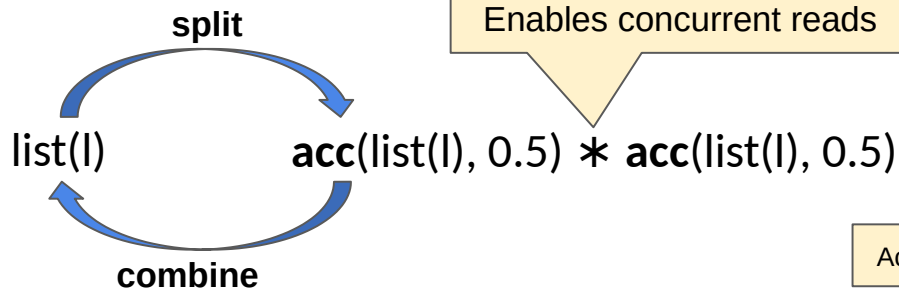 split
Enables concurrent reads
list(l)
acc(list(l), 0.5) ∗ acc(list(l), 0.5)
combine